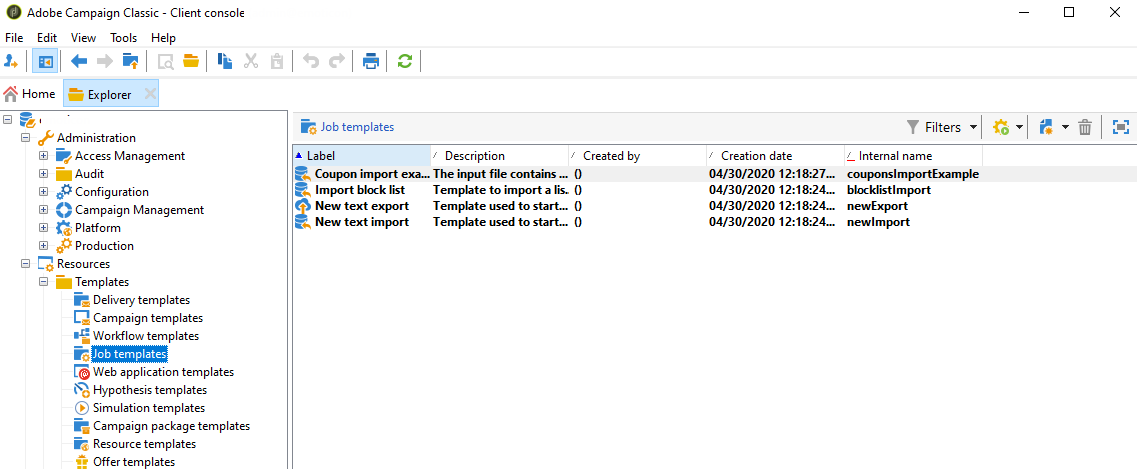 Adobe Campaign Classic - Client console
File Edit View Tools Help
Home Explorer
Administration
Access Management
Audit
Configuration
Campaign Management
Platform
Production
Resources
Templates
Delivery templates
Campaign templates
Workflow templates
Job templates
Web application templates
Hypothesis templates
Simulation templates
Campaign package templates
Resource templates
Offer templates
Job templates Filters
Label Description Created by Creation date Internal name
Coupon import exa... The input file contains ... () 04/30/2020 12:18:27... couponsImportExample
Import block list Template to import a lis... () 04/30/2020 12:18:24... blocklistImport
New text export Template used to start... () 04/30/2020 12:18:24... newExport
New text import Template used to start... () 04/30/2020 12:18:24... newImport